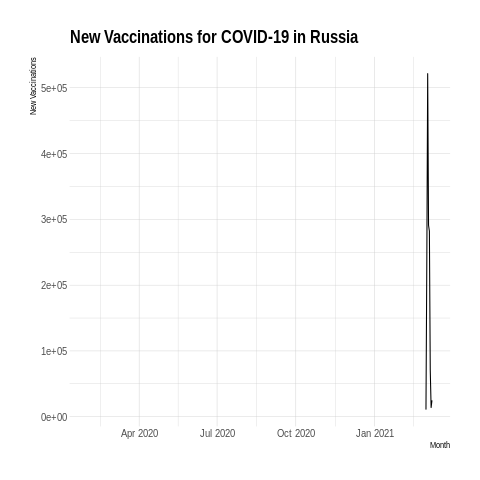 New Vaccinations for COVID-19 in Russia
New Vaccinations
5e+05
4e+05
3e+05
2e+05
1e+05
0e+00
Apr 2020 Jul 2020 Oct 2020 Jan 2021
Month